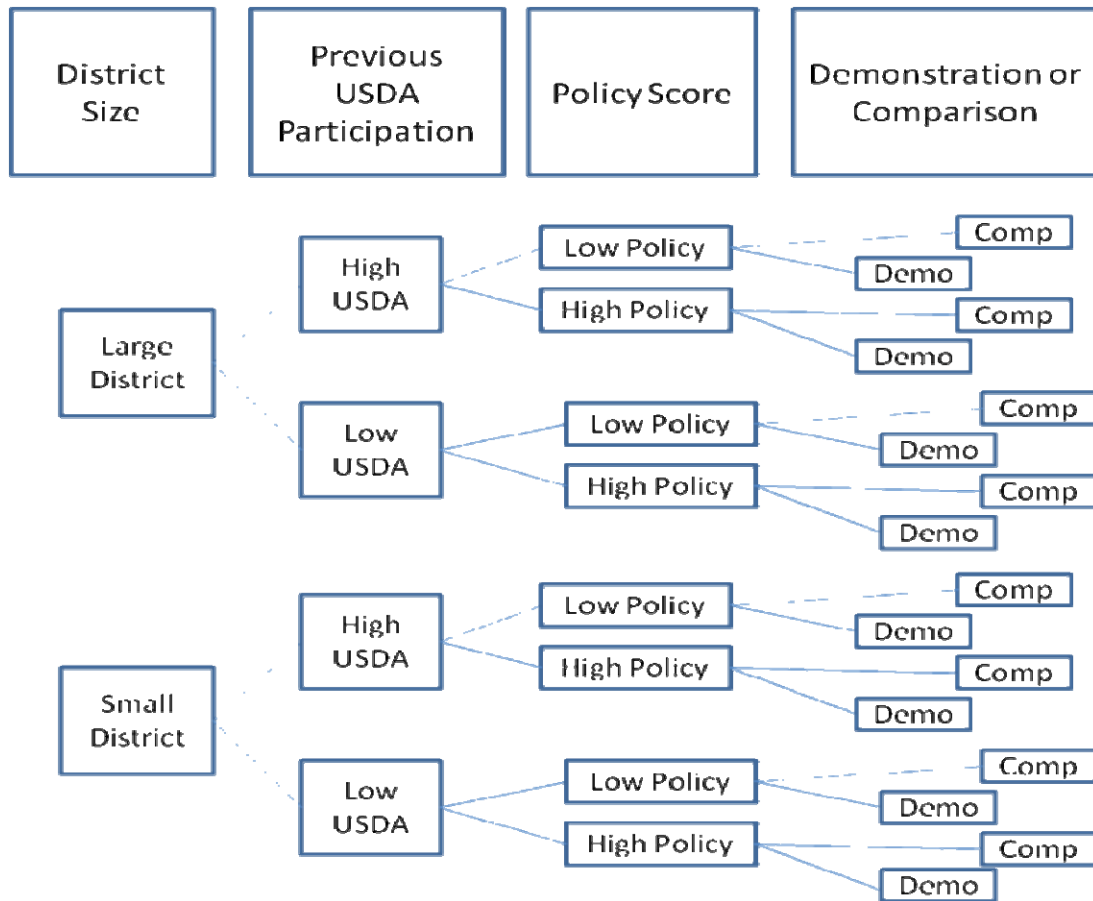 District
Size
Previous
USDA
Participation
Policy Score
Demonstration or
Comparison
Large
District
High
USDA
Low Policy
Comp
Demo
High Policy
Comp
Demo
Low
USDA
Low Policy
Comp
Demo
High Policy
Comp
Demo
Small
District
High
USDA
Low Policy
Comp
Demo
High Policy
Comp
Demo
Low
USDA
Low Policy
Comp
Demo
High Policy
Comp
Demo